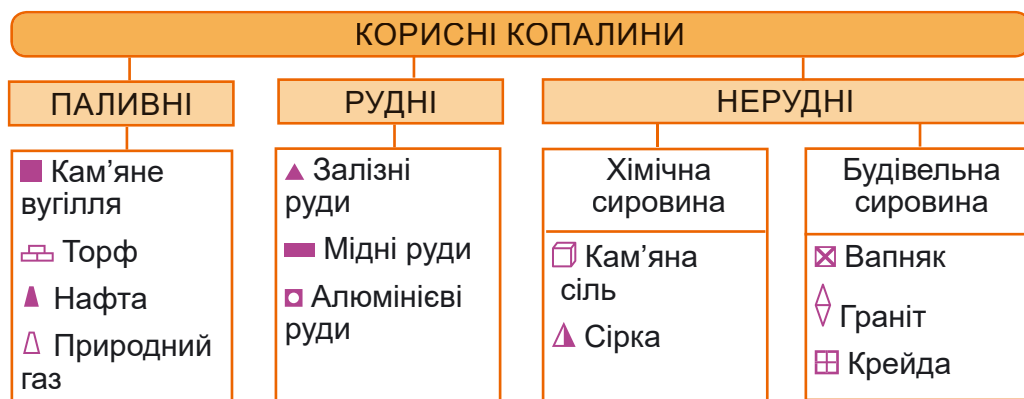 КОРИСНІ КОПАЛИНИ
ПАЛИВНІ
Кам’яне
вугілля
Торф
Нафта
Природний
газ
РУДНІ
Залізні
руди
Мідні руди
Алюмінієві
руди
НЕРУДНІ
Хімічна
сировина
Кам’яна
сіль
Сірка
Будівельна
сировина
Вапняк
Граніт
Крейда